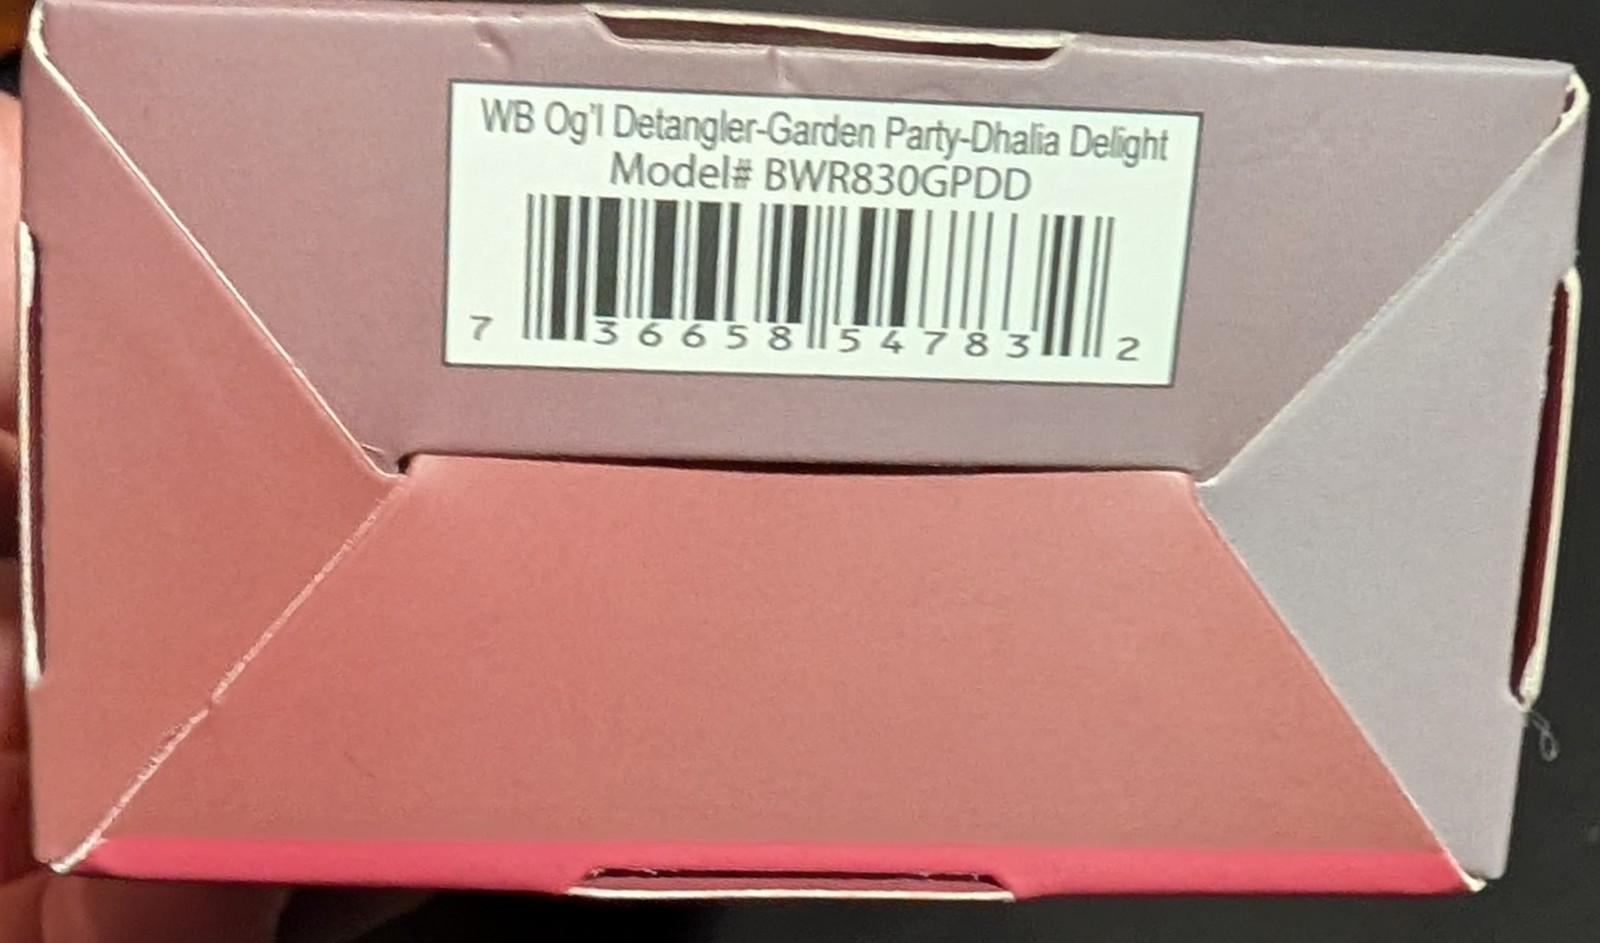 WB Og'l Detangler-Garden Party-Dhalia Delight
Model# BWR830GPDD
7 36658 54783 2